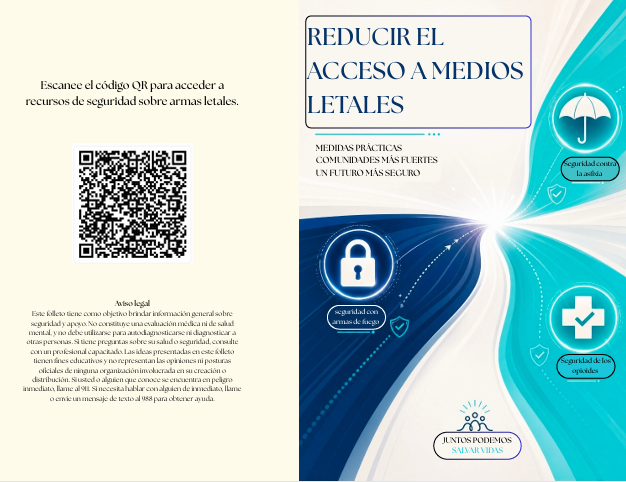 Escanee el código QR para acceder a
recursos de seguridad sobre armas letales.
Aviso legal
Este folleto tiene como objetivo brindar información general sobre
seguridad y apoyo. No constituye una evaluación médica ni de salud
mental, y no debe utilizarse para autodiagnosticarse ni diagnosticar a
otras personas. Si tiene preguntas sobre su salud o seguridad, consulte
con un profesional capacitado. Las ideas presentadas en este folleto
tienen fines educativos y no representan las opiniones ni posturas
oficiales de ninguna organización involucrada en su creación o
distribución. Si usted o alguien que conoce se encuentra en peligro
inmediato, llame al 911. Si necesita hablar con alguien de inmediato, llame
o envíe un mensaje de texto al 988 para obtener ayuda.
REDUCIR EL
ACCESO A MEDIOS
LETALES
MEDIDAS PRÁCTICAS
COMUNIDADES MÁS FUERTES
UN FUTURO MÁS SEGURO
Seguridad contra
la asfixia
seguridad con
armas de fuego
Seguridad de los
opioides
JUNTOS PODEMOS
SALVAR VIDAS